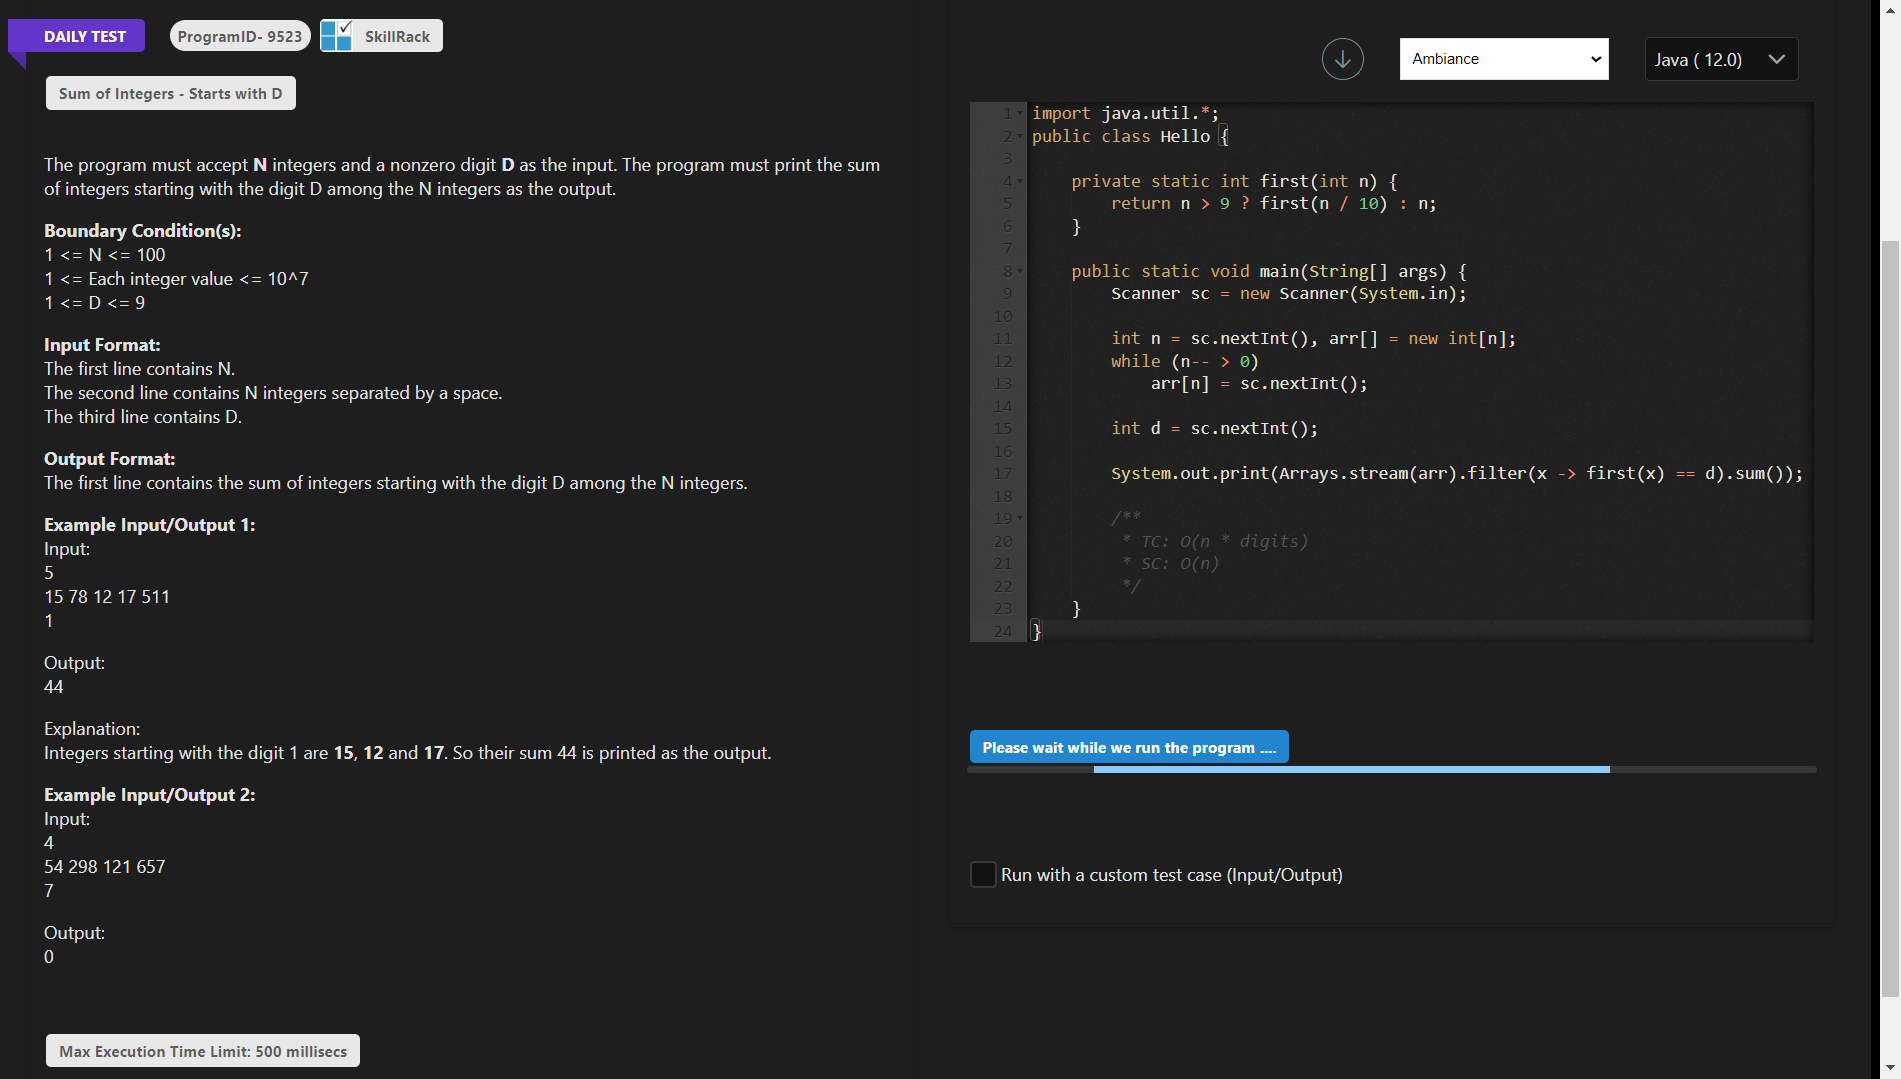 DAILY TEST
ProgramID- 9523
SkillRack
Sum of Integers - Starts with D
The program must accept N integers and a nonzero digit D as the input. The program must print the sum
of integers starting with the digit D among the N integers as the output.
Boundary Condition(s):
1 <= N <= 100
1 <= Each integer value <= 10^7
1 <= D <= 9
Input Format:
The first line contains N.
The second line contains N integers separated by a space.
The third line contains D.
Output Format:
The first line contains the sum of integers starting with the digit D among the N integers.
Example Input/Output 1:
Input:
5
15 78 12 17 511
1
Output:
44
Explanation:
Integers starting with the digit 1 are 15, 12 and 17. So their sum 44 is printed as the output.
Example Input/Output 2:
Input:
4
54 298 121 657
7
Output:
0
Max Execution Time Limit: 500 millisecs
Ambiance
Java ( 12.0)
1 import java.util.*;
2 public class Hello {
3
4     private static int first(int n) {
5         return n > 9 ? first(n / 10) : n;
6     }
7
8     public static void main(String[] args) {
9         Scanner sc = new Scanner(System.in);
10
11         int n = sc.nextInt(), arr[] = new int[n];
12         while (n-- > 0)
13             arr[n] = sc.nextInt();
14
15         int d = sc.nextInt();
16
17         System.out.print(Arrays.stream(arr).filter(x -> first(x) == d).sum());
18
19         /**
20          * TC: O(n * digits)
21          * SC: O(n)
22          */
23     }
24 }
Please wait while we run the program ....
Run with a custom test case (Input/Output)